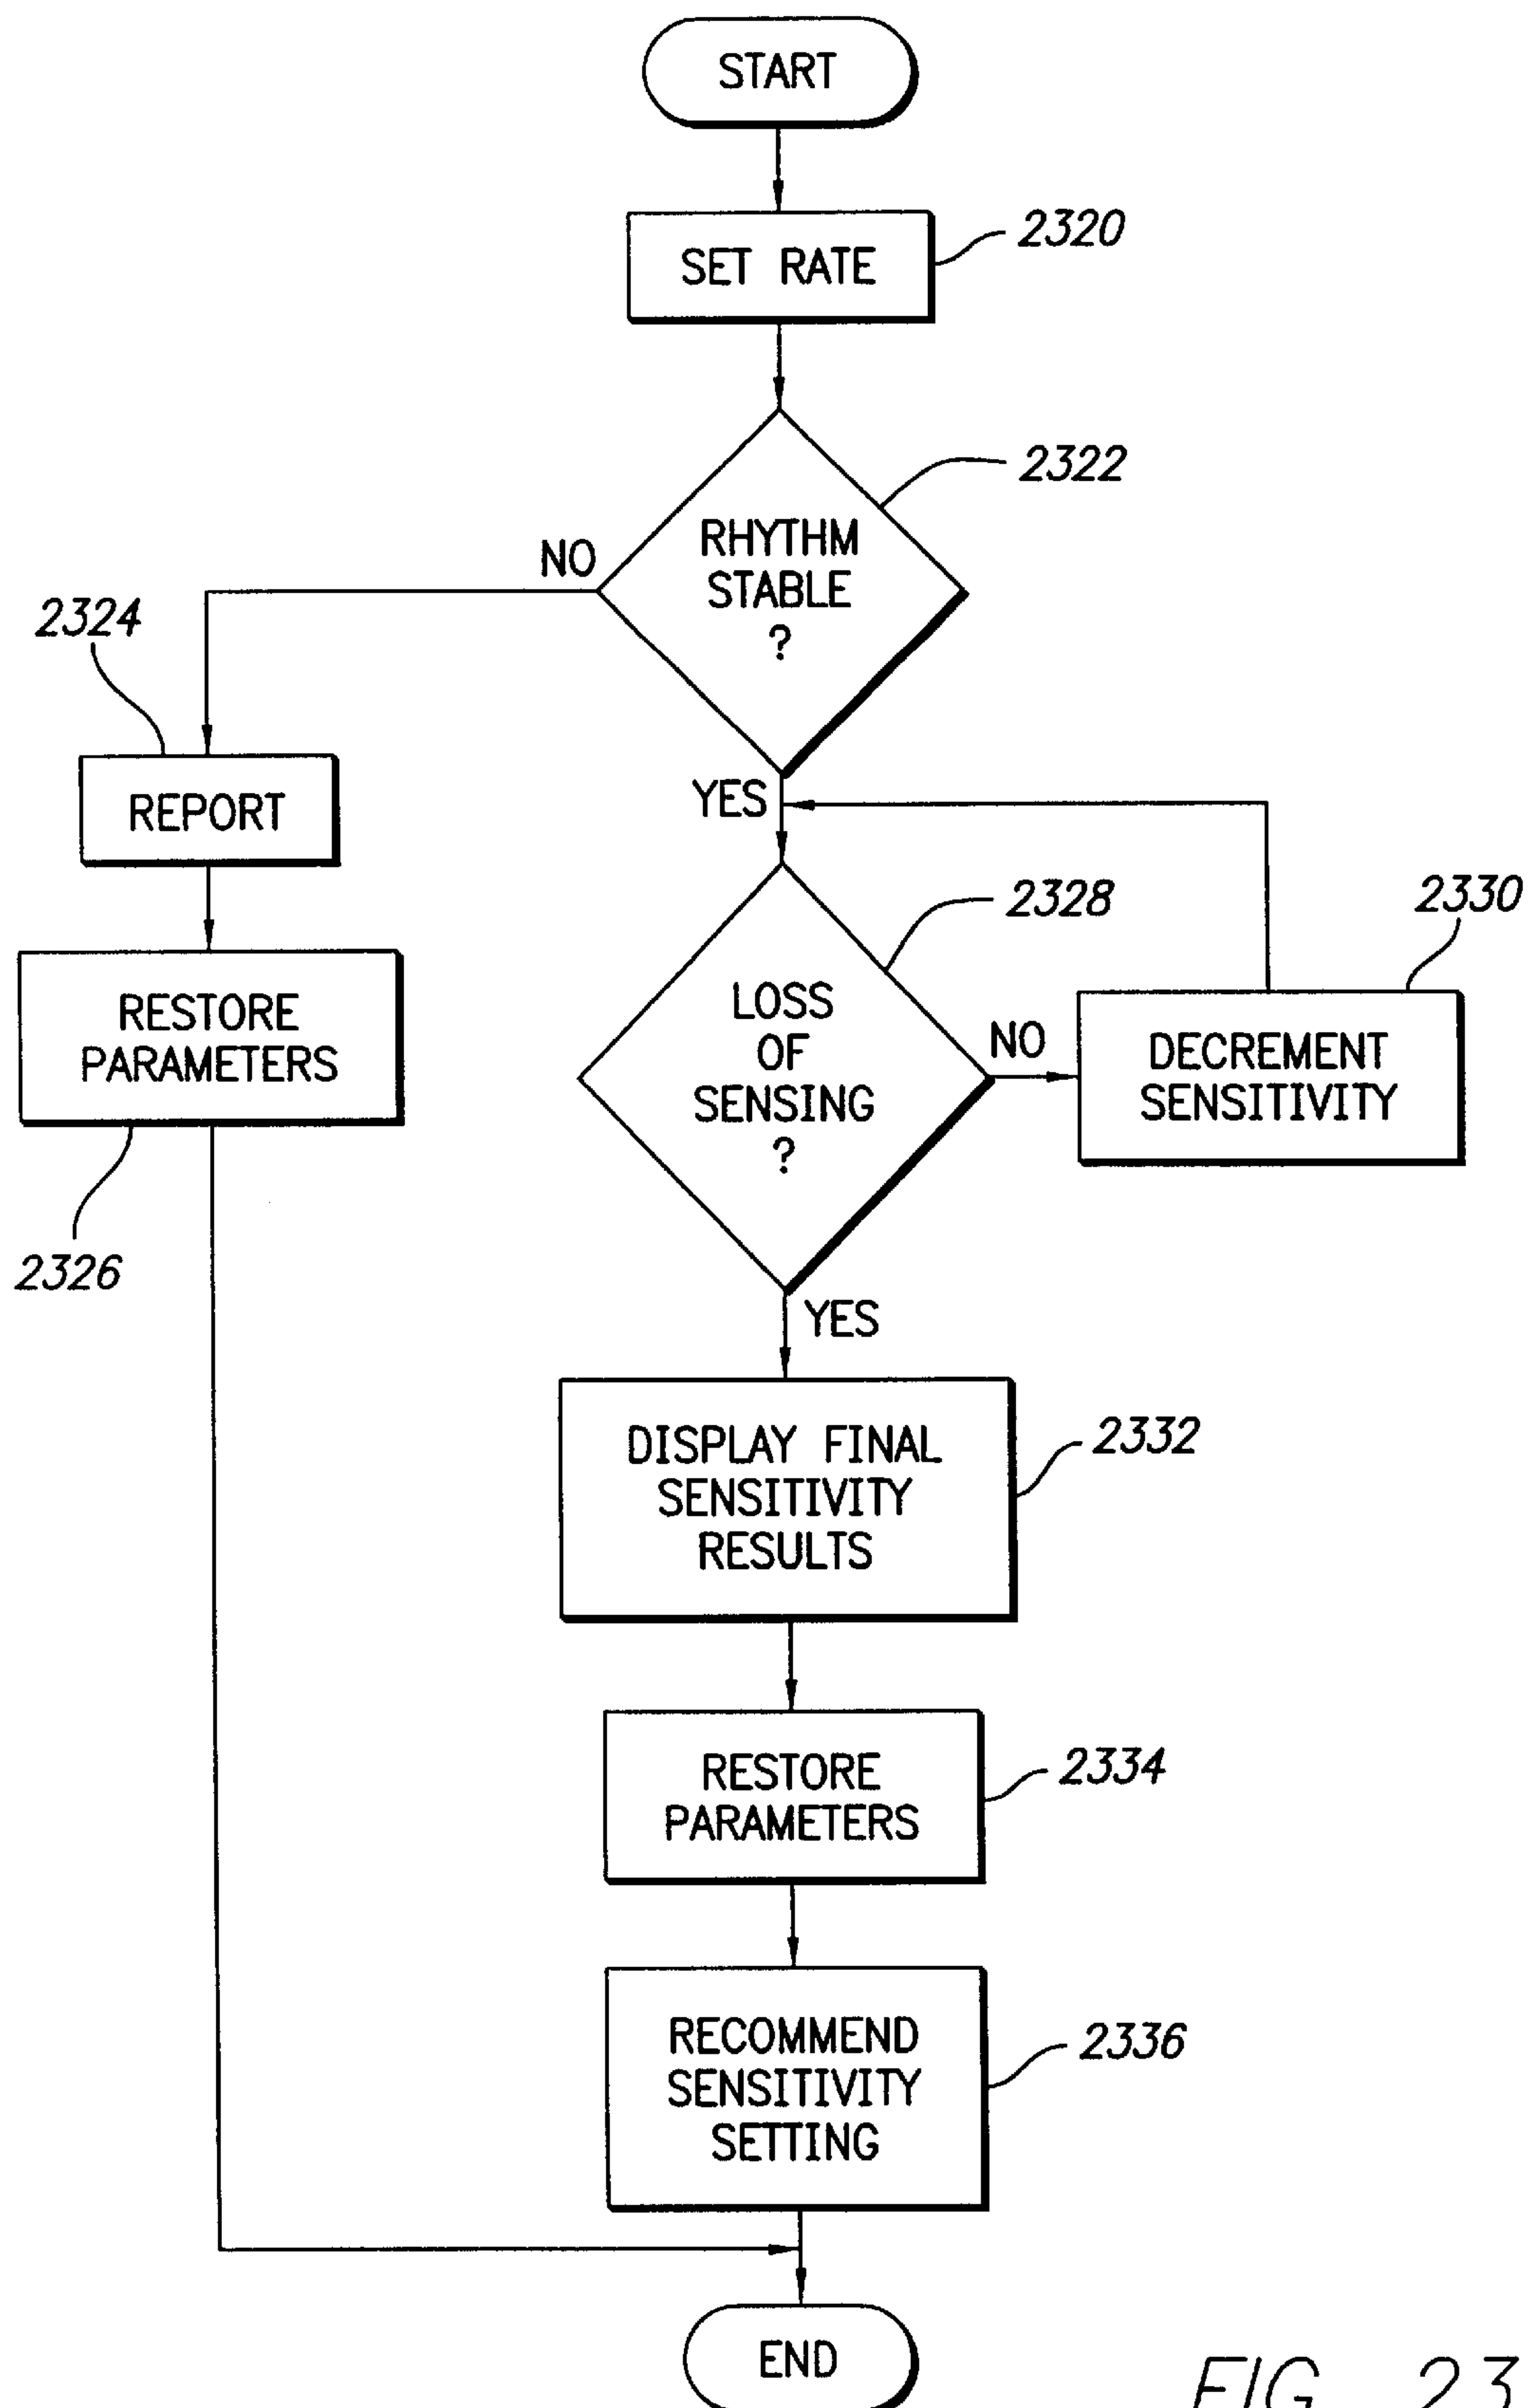 START
SET RATE
2320
2322
RHYTHM
STABLE
?
NO
2324
REPORT
YES
2328
2330
RESTORE
PARAMETERS
2326
LOSS
OF
SENSING
?
NO
DECREMENT
SENSITIVITY
YES
DISPLAY FINAL
SENSITIVITY
RESULTS
2332
RESTORE
PARAMETERS
2334
RECOMMEND
SENSITIVITY
SETTING
2336
END
FIG. 23